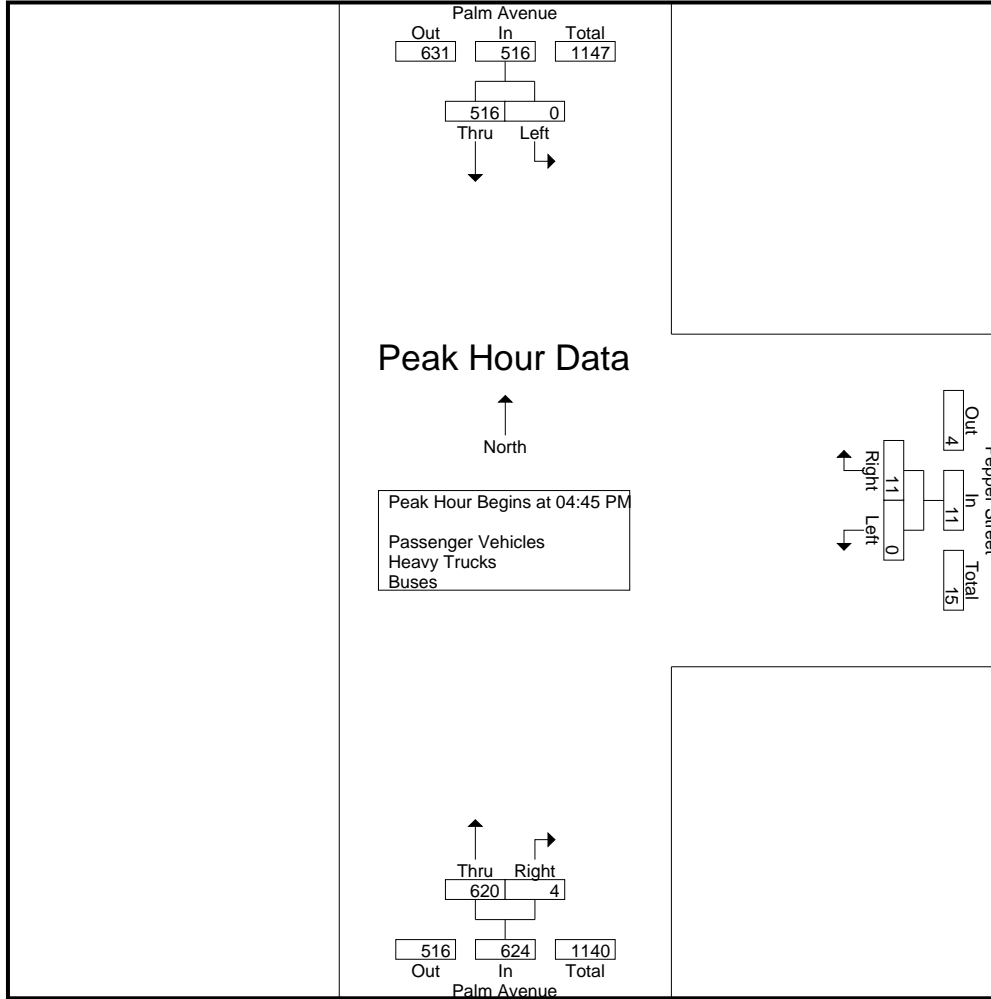 Palm Avenue
Out In Total
631 516 1147
516 0
Thru Left
Peak Hour Data
North
Peak Hour Begins at 04:45 PM
Passenger Vehicles
Heavy Trucks
Buses
Pepper Street
Out In Total
4 11 15
11 0
Right Left
Thru Right
620 4
516 624 1140
Out In Total
Palm Avenue